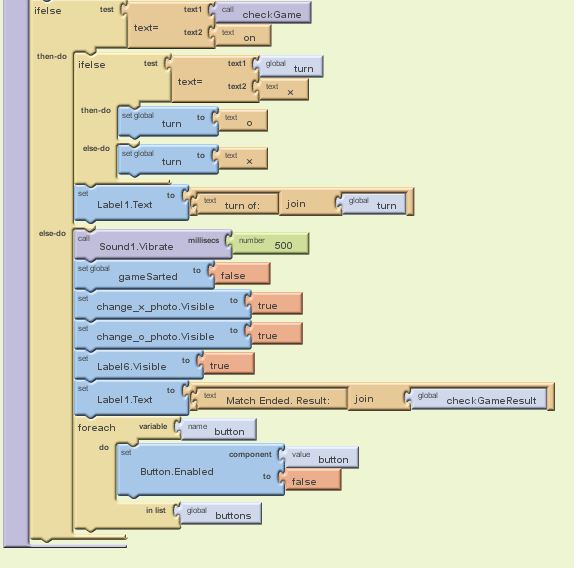 ifelse test text= text1 call checkGame
text2 text on
then-do ifelse test text= text1 global turn
text2 text x
then-do set global turn to text o
else-do set global turn to text x
set Label1.Text to text turn of: join global turn
else-do call Sound1.Vibrate millisecs number 500
set global gameSarted to false
set change_x_photo.Visible to true
set change_o_photo.Visible to true
set Label6.Visible to true
set Label1.Text to text Match Ended. Result: join global checkGameResult
foreach variable name button
do set Button.Enabled component value button
to false
in list global buttons